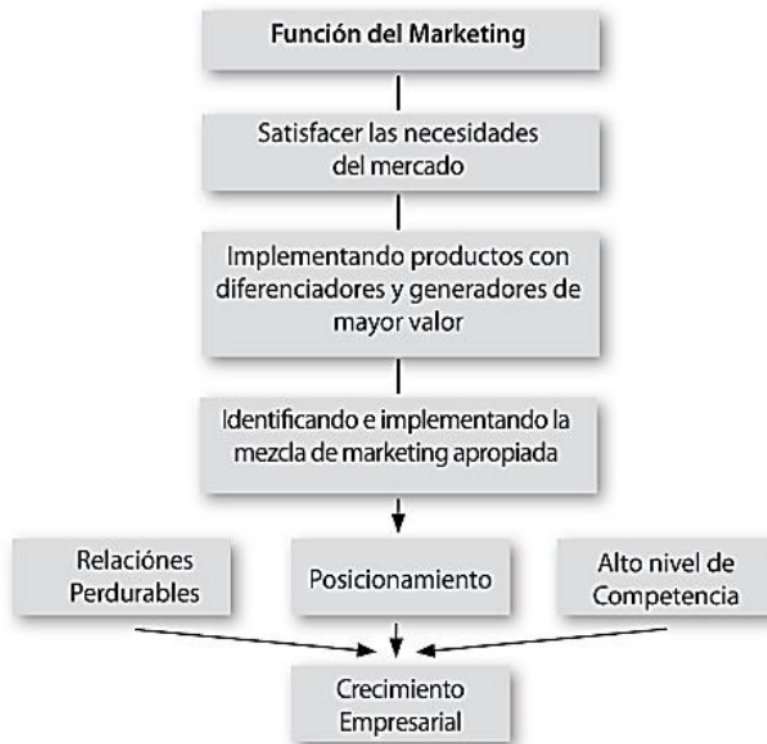 Función del Marketing
Satisfacer las necesidades
del mercado
Implementando productos con
diferenciadores y generadores de
mayor valor
Identificando e implementando la
mezcla de marketing apropiada
Relaciónes
Perdurables
Posicionamiento
Alto nivel de
Competencia
Crecimiento
Empresarial